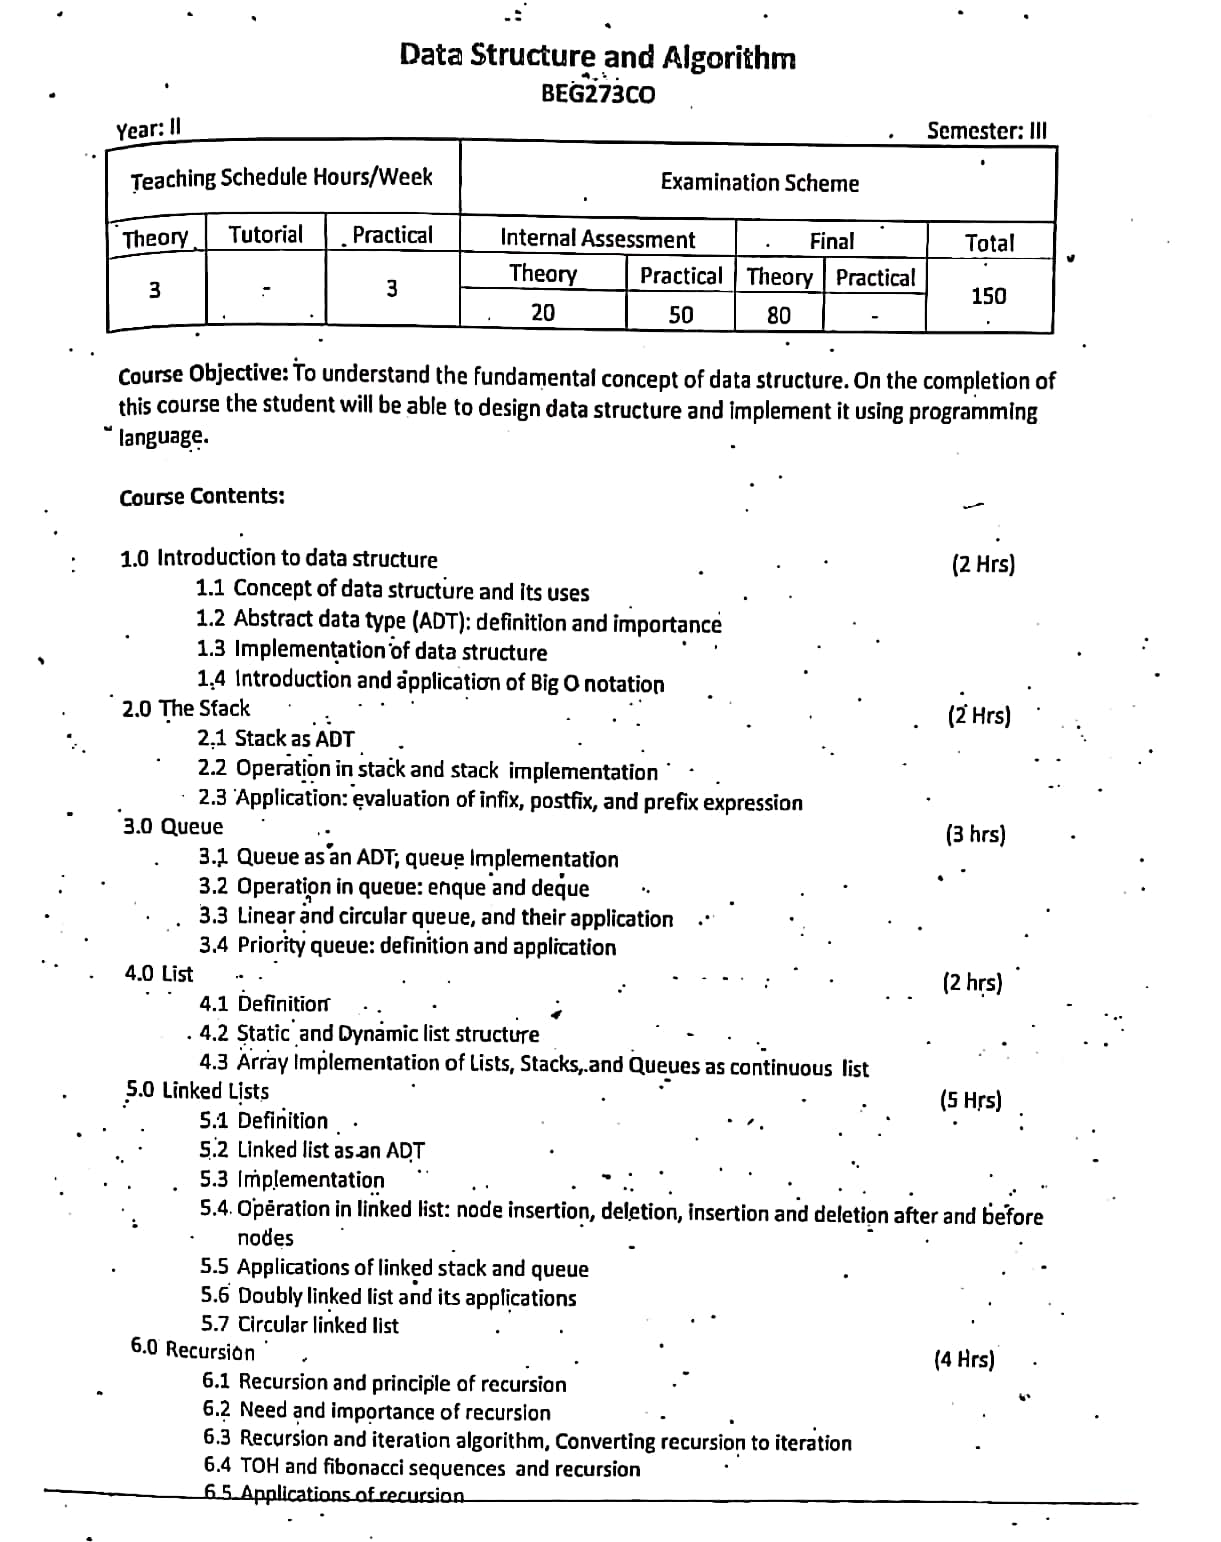 Data Structure and Algorithm
BEG273CO
Year: II Semester: III
Teaching Schedule Hours/Week Examination Scheme
Theory Tutorial Practical Internal Assessment Final Total
Theory Practical Theory Practical
3 - 3 20 50 80 - 150
Course Objective: To understand the fundamental concept of data structure. On the completion of
this course the student will be able to design data structure and implement it using programming
language.
Course Contents:
1.0 Introduction to data structure (2 Hrs)
1.1 Concept of data structure and its uses
1.2 Abstract data type (ADT): definition and importance
1.3 Implementation of data structure
1.4 Introduction and application of Big O notation
2.0 The Stack (2 Hrs)
2.1 Stack as ADT
2.2 Operation in stack and stack implementation
2.3 Application: evaluation of infix, postfix, and prefix expression
3.0 Queue (3 hrs)
3.1 Queue as an ADT; queue Implementation
3.2 Operation in queue: enque and deque
3.3 Linear and circular queue, and their application
3.4 Priority queue: definition and application
4.0 List (2 hrs)
4.1 Definition
4.2 Static and Dynamic list structure
4.3 Array Implementation of Lists, Stacks, and Queues as continuous list
5.0 Linked Lists (5 Hrs)
5.1 Definition
5.2 Linked list as an ADT
5.3 Implementation
5.4 Operation in linked list: node insertion, deletion, insertion and deletion after and before
nodes
5.5 Applications of linked stack and queue
5.6 Doubly linked list and its applications
5.7 Circular linked list
6.0 Recursion (4 Hrs)
6.1 Recursion and principle of recursion
6.2 Need and importance of recursion
6.3 Recursion and iteration algorithm, Converting recursion to iteration
6.4 TOH and fibonacci sequences and recursion
6.5 Applications of recursion